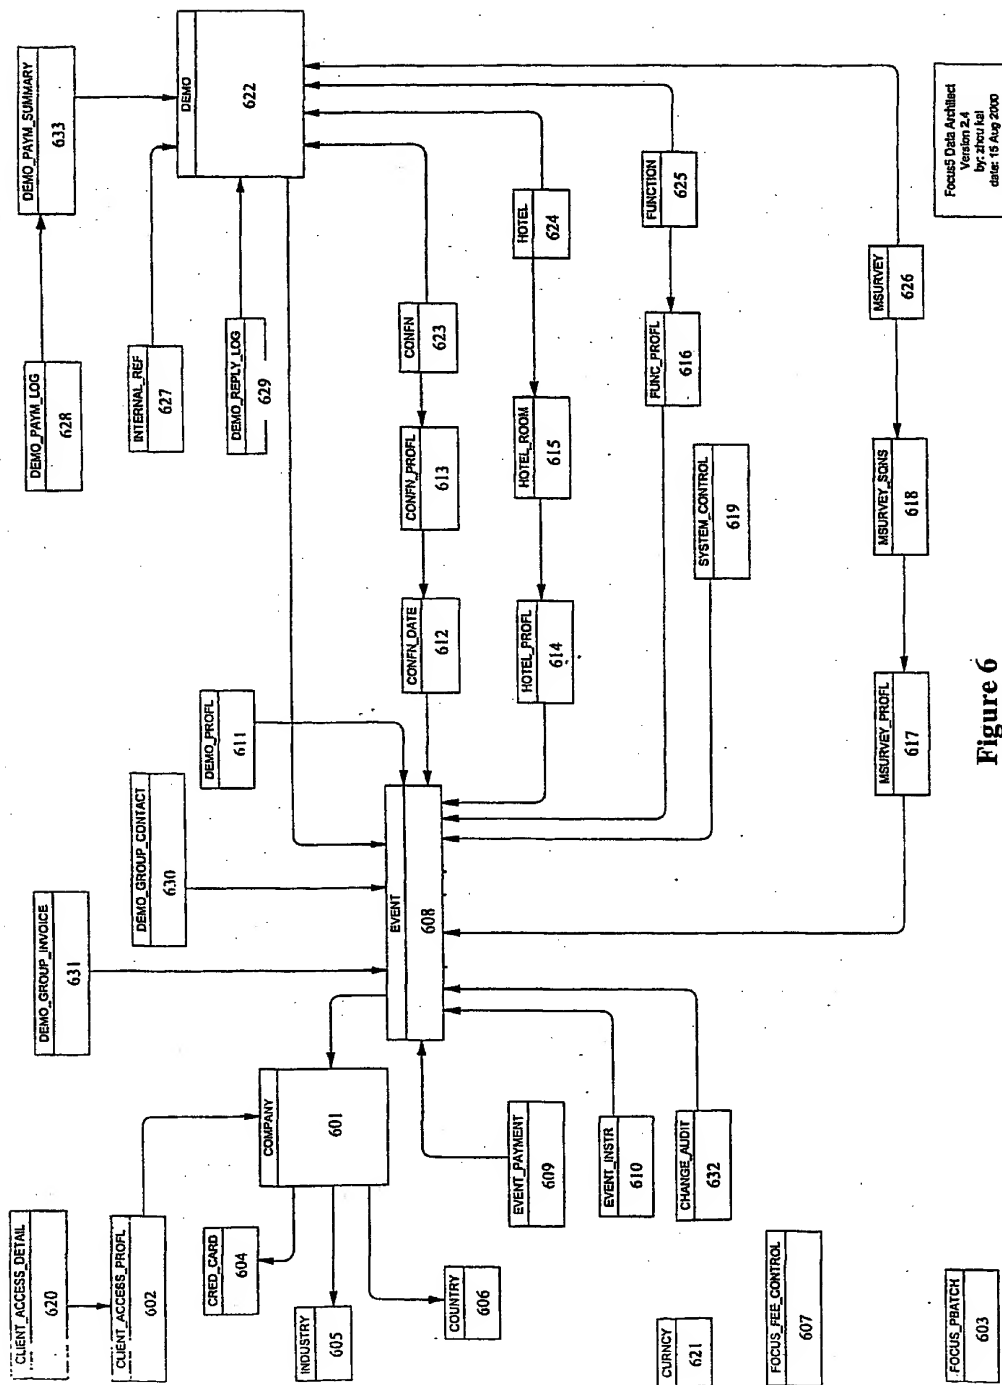 CLIENT_ACCESS_DETAIL
620
CLIENT_ACCESS_PROFL
602
CRED_CARD
604
INDUSTRY
605
COUNTRY
606
CURNCY
621
FOCUS_FEE_CONTROL
607
FOCUS_PBATCH
603
COMPANY
601
EVENT_PAYMENT
609
EVENT_INSTR
610
CHANGE_AUDIT
632
DEMO_GROUP_INVOICE
631
DEMO_GROUP_CONTACT
630
DEMO_PROFL
611
EVENT
608
CONFN_DATE
612
HOTEL_PROFL
614
MSURVEY_PROFL
617
DEMO_PAYM_LOG
628
INTERNAL_REF
627
DEMO_REPLY_LOG
629
CONFN_PROFL
613
CONFN
623
HOTEL_ROOM
615
SYSTEM_CONTROL
619
FUNC_PROFL
616
MSURVEY_SQNS
618
DEMO_PAYM_SUMMARY
633
DEMO
622
HOTEL
624
FUNCTION
625
MSURVEY
626
Focus5 Data Architect
Version 2.4
by: zhou kai
date: 15 Aug 2000
Figure 6